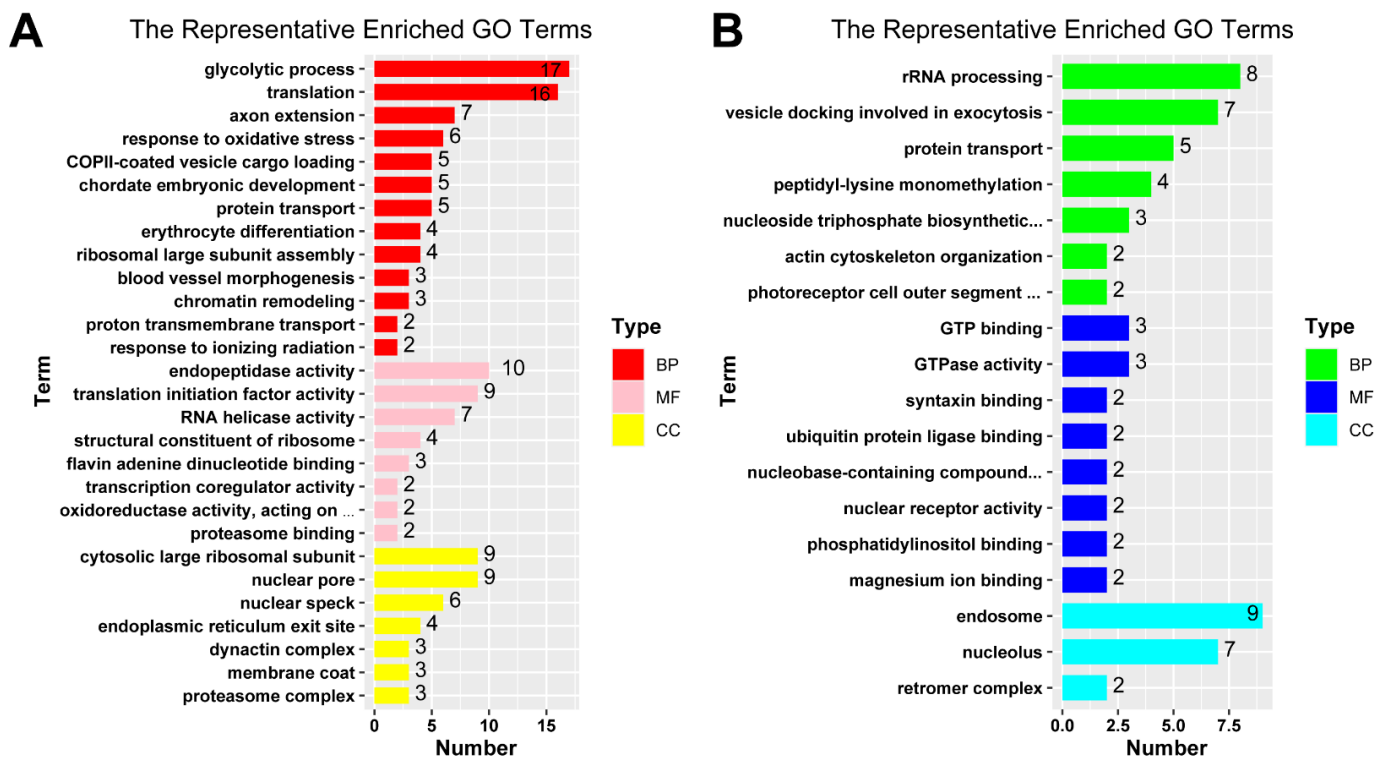 A
The Representative Enriched GO Terms
Term
glycolytic process 17
translation 16
axon extension 7
response to oxidative stress 6
COPII-coated vesicle cargo loading 5
chordate embryonic development 5
protein transport 5
erythrocyte differentiation 4
ribosomal large subunit assembly 4
blood vessel morphogenesis 3
chromatin remodeling 3
proton transmembrane transport 2
response to ionizing radiation 2
endopeptidase activity 10
translation initiation factor activity 9
RNA helicase activity 7
structural constituent of ribosome 4
flavin adenine dinucleotide binding 3
transcription coregulator activity 2
oxidoreductase activity, acting on ... 2
proteasome binding 2
cytosolic large ribosomal subunit 9
nuclear pore 9
nuclear speck 6
endoplasmic reticulum exit site 4
dynactin complex 3
membrane coat 3
proteasome complex 3
0 5 10 15
Number
Type
BP
MF
CC
B
The Representative Enriched GO Terms
Term
rRNA processing 8
vesicle docking involved in exocytosis 7
protein transport 5
peptidyl-lysine monomethylation 4
nucleoside triphosphate biosynthetic... 3
actin cytoskeleton organization 2
photoreceptor cell outer segment ... 2
GTP binding 3
GTPase activity 3
syntaxin binding 2
ubiquitin protein ligase binding 2
nucleobase-containing compound... 2
nuclear receptor activity 2
phosphatidylinositol binding 2
magnesium ion binding 2
endosome 9
nucleolus 7
retromer complex 2
0.0 2.5 5.0 7.5
Number
Type
BP
MF
CC